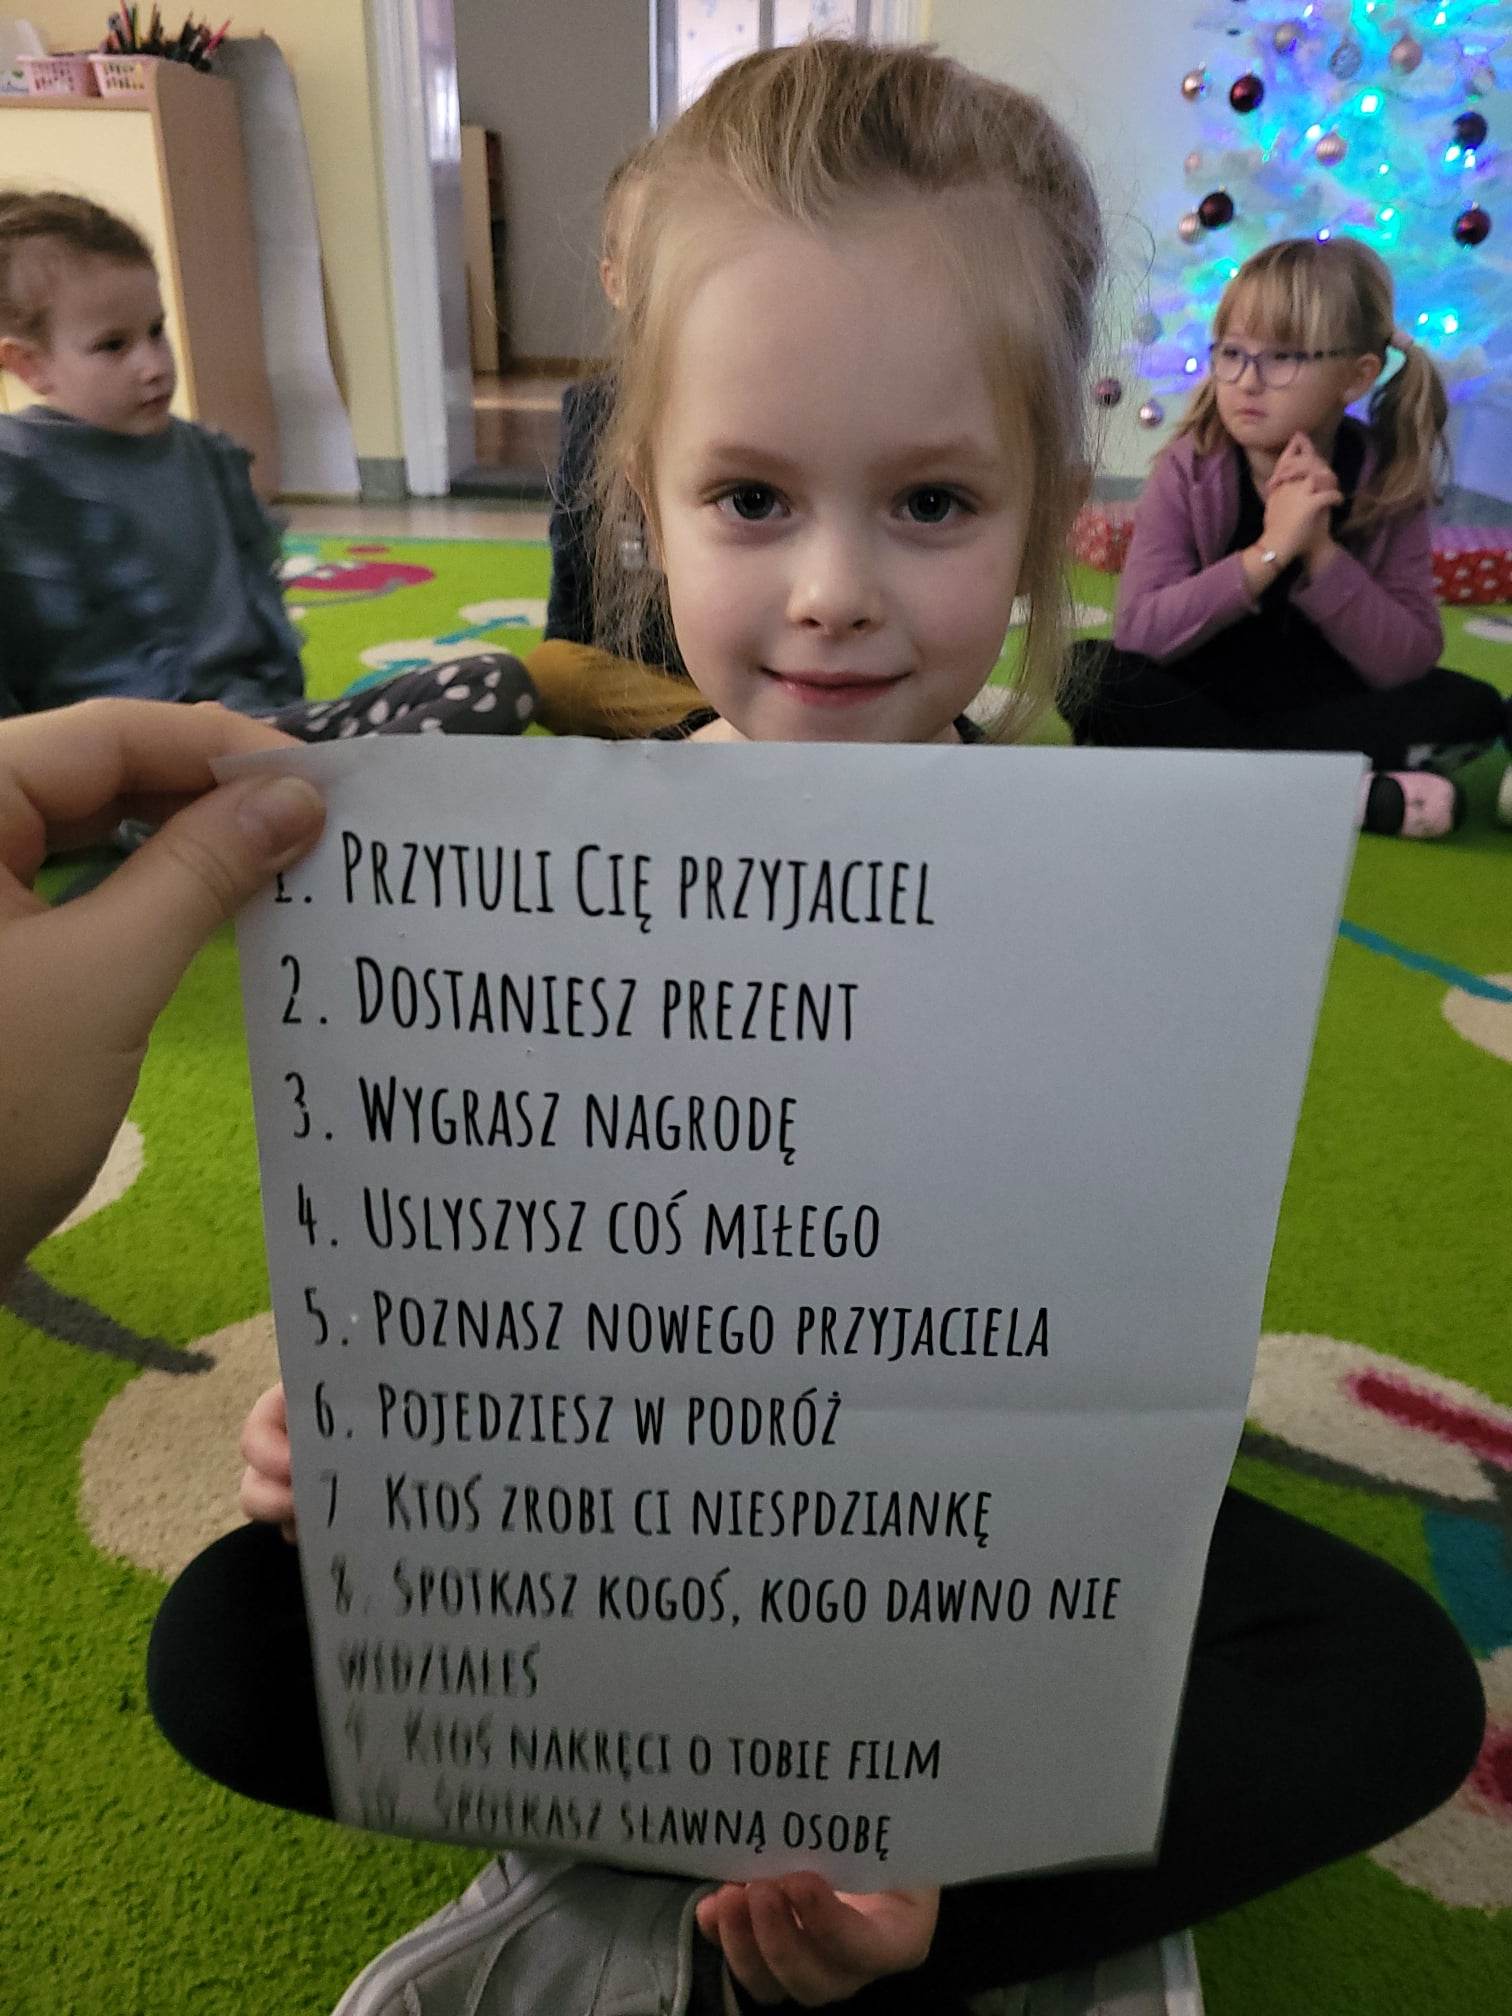 1. Przytuli Cię przyjaciel
2. Dostaniesz prezent
3. Wygrasz nagrodę
4. Uslyszysz coś miłego
5. Poznasz nowego przyjaciela
6. Pojedziesz w podróż
7 Ktoś zrobi ci niespdziankę
8. Spotkasz kogoś, kogo dawno nie
widziałeś
9 Ktoś nakręci o tobie film
10. Spotkasz sławną osobę